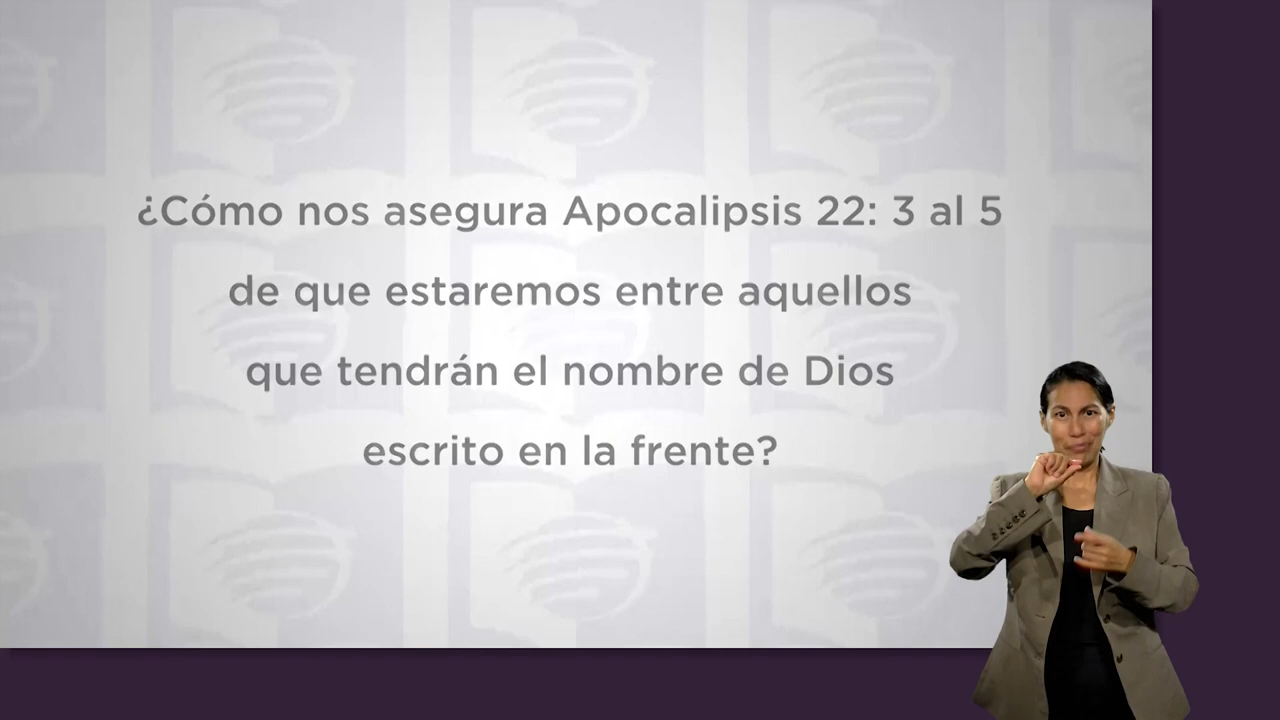 ¿Cómo nos asegura Apocalipsis 22: 3 al 5
de que estaremos entre aquellos
que tendrán el nombre de Dios
escrito en la frente?